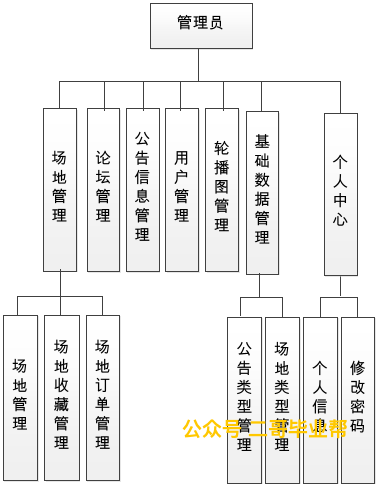 管理员
场地管理
论坛管理
公告信息管理
用户管理
轮播图管理
基础数据管理
个人中心
场地管理
场地收藏管理
场地订单管理
公告类型管理
场地类型管理
个人信息
修改密码
公众号 二哥毕业帮